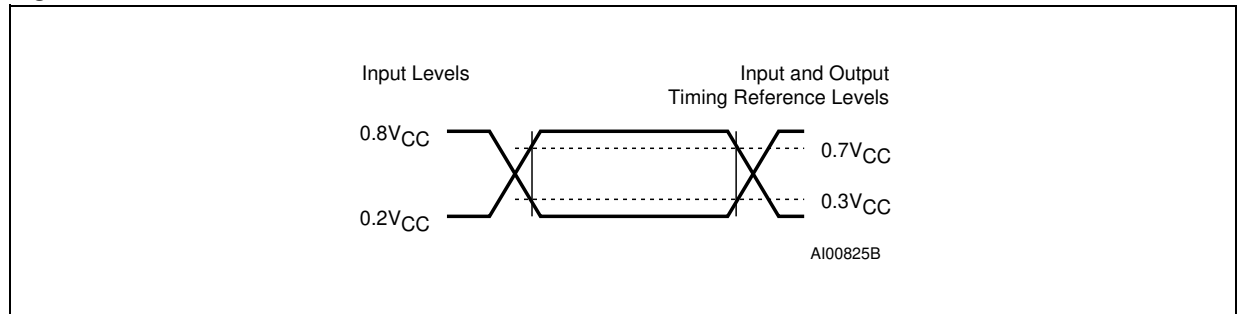 Input Levels
Input and Output
Timing Reference Levels
0.8VCC
0.7VCC
0.3VCC
0.2VCC
AI00825B